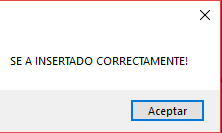 SE A INSERTADO CORRECTAMENTE!
Aceptar